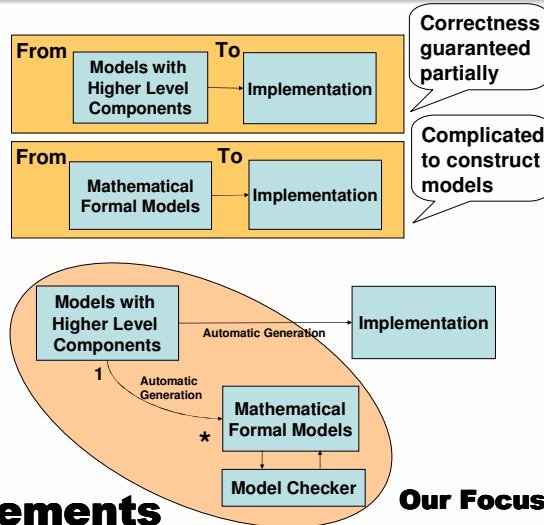 From
To
Models with
Higher Level
Components
Implementation
Correctness
guaranteed
partially
From
To
Mathematical
Formal Models
Implementation
Complicated
to construct
models
Models with
Higher Level
Components
Automatic Generation
Implementation
1
Automatic
Generation
*
Mathematical
Formal Models
Model Checker
ements
Our Focus